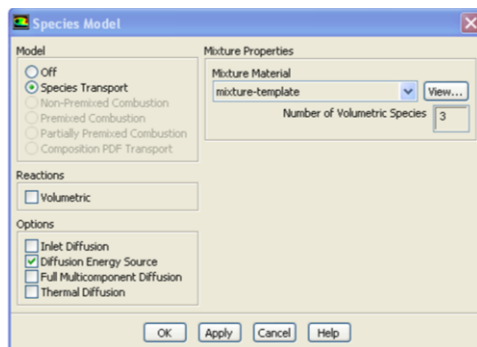 Species Model
Model
Off
Species Transport
Non-Premixed Combustion
Premixed Combustion
Partially Premixed Combustion
Composition PDF Transport
Reactions
Volumetric
Options
Inlet Diffusion
Diffusion Energy Source
Full Multicomponent Diffusion
Thermal Diffusion
Mixture Properties
Mixture Material
mixture-template View...
Number of Volumetric Species 3
OK Apply Cancel Help